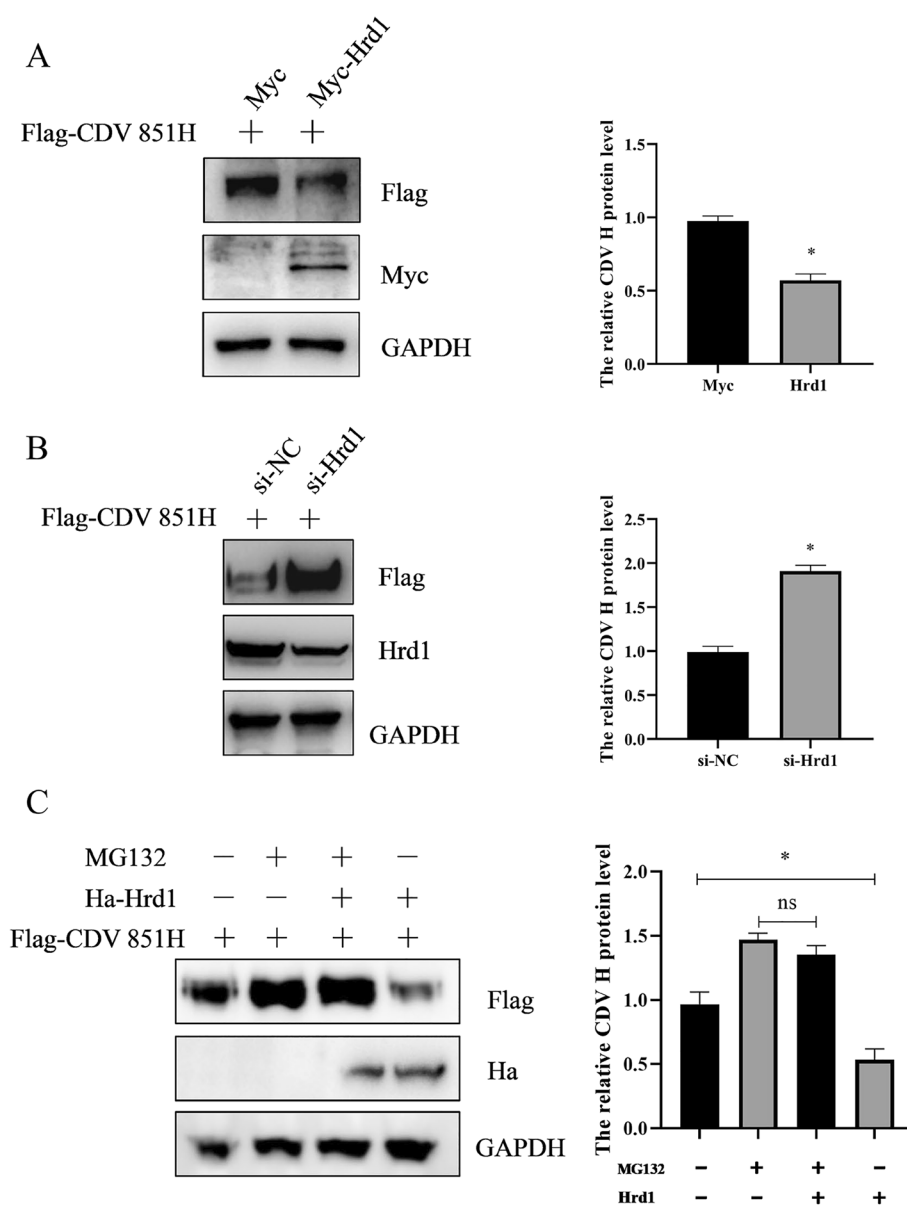 A
Myc
Myc-Hrd1
Flag-CDV 851H + +
Flag
Myc
GAPDH
The relative CDV H protein level
1.5
1.0
0.5
0.0
*
Myc Hrd1
B
si-NC
si-Hrd1
Flag-CDV 851H + +
Flag
Hrd1
GAPDH
The relative CDV H protein level
2.5
2.0
1.5
1.0
0.5
0.0
*
si-NC si-Hrd1
C
MG132 − + + −
Ha-Hrd1 − − + +
Flag-CDV 851H + + + +
Flag
Ha
GAPDH
The relative CDV H protein level
2.0
1.5
1.0
0.5
0.0
*
ns
MG132 − + + −
Hrd1 − − + +